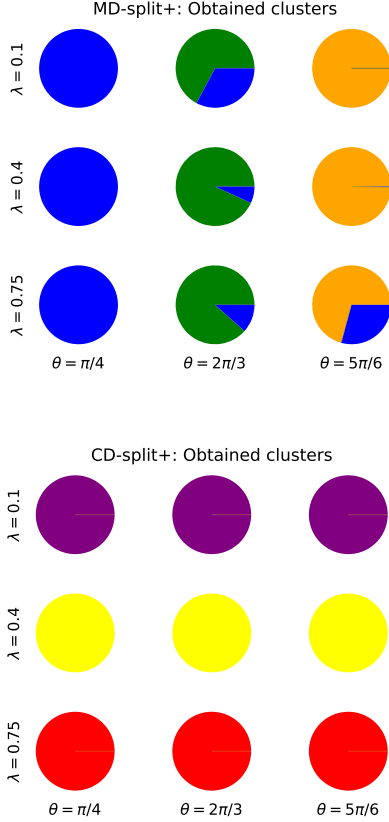 MD-split+: Obtained clusters
λ = 0.1
λ = 0.4
λ = 0.75
θ = π/4 θ = 2π/3 θ = 5π/6
CD-split+: Obtained clusters
λ = 0.1
λ = 0.4
λ = 0.75
θ = π/4 θ = 2π/3 θ = 5π/6